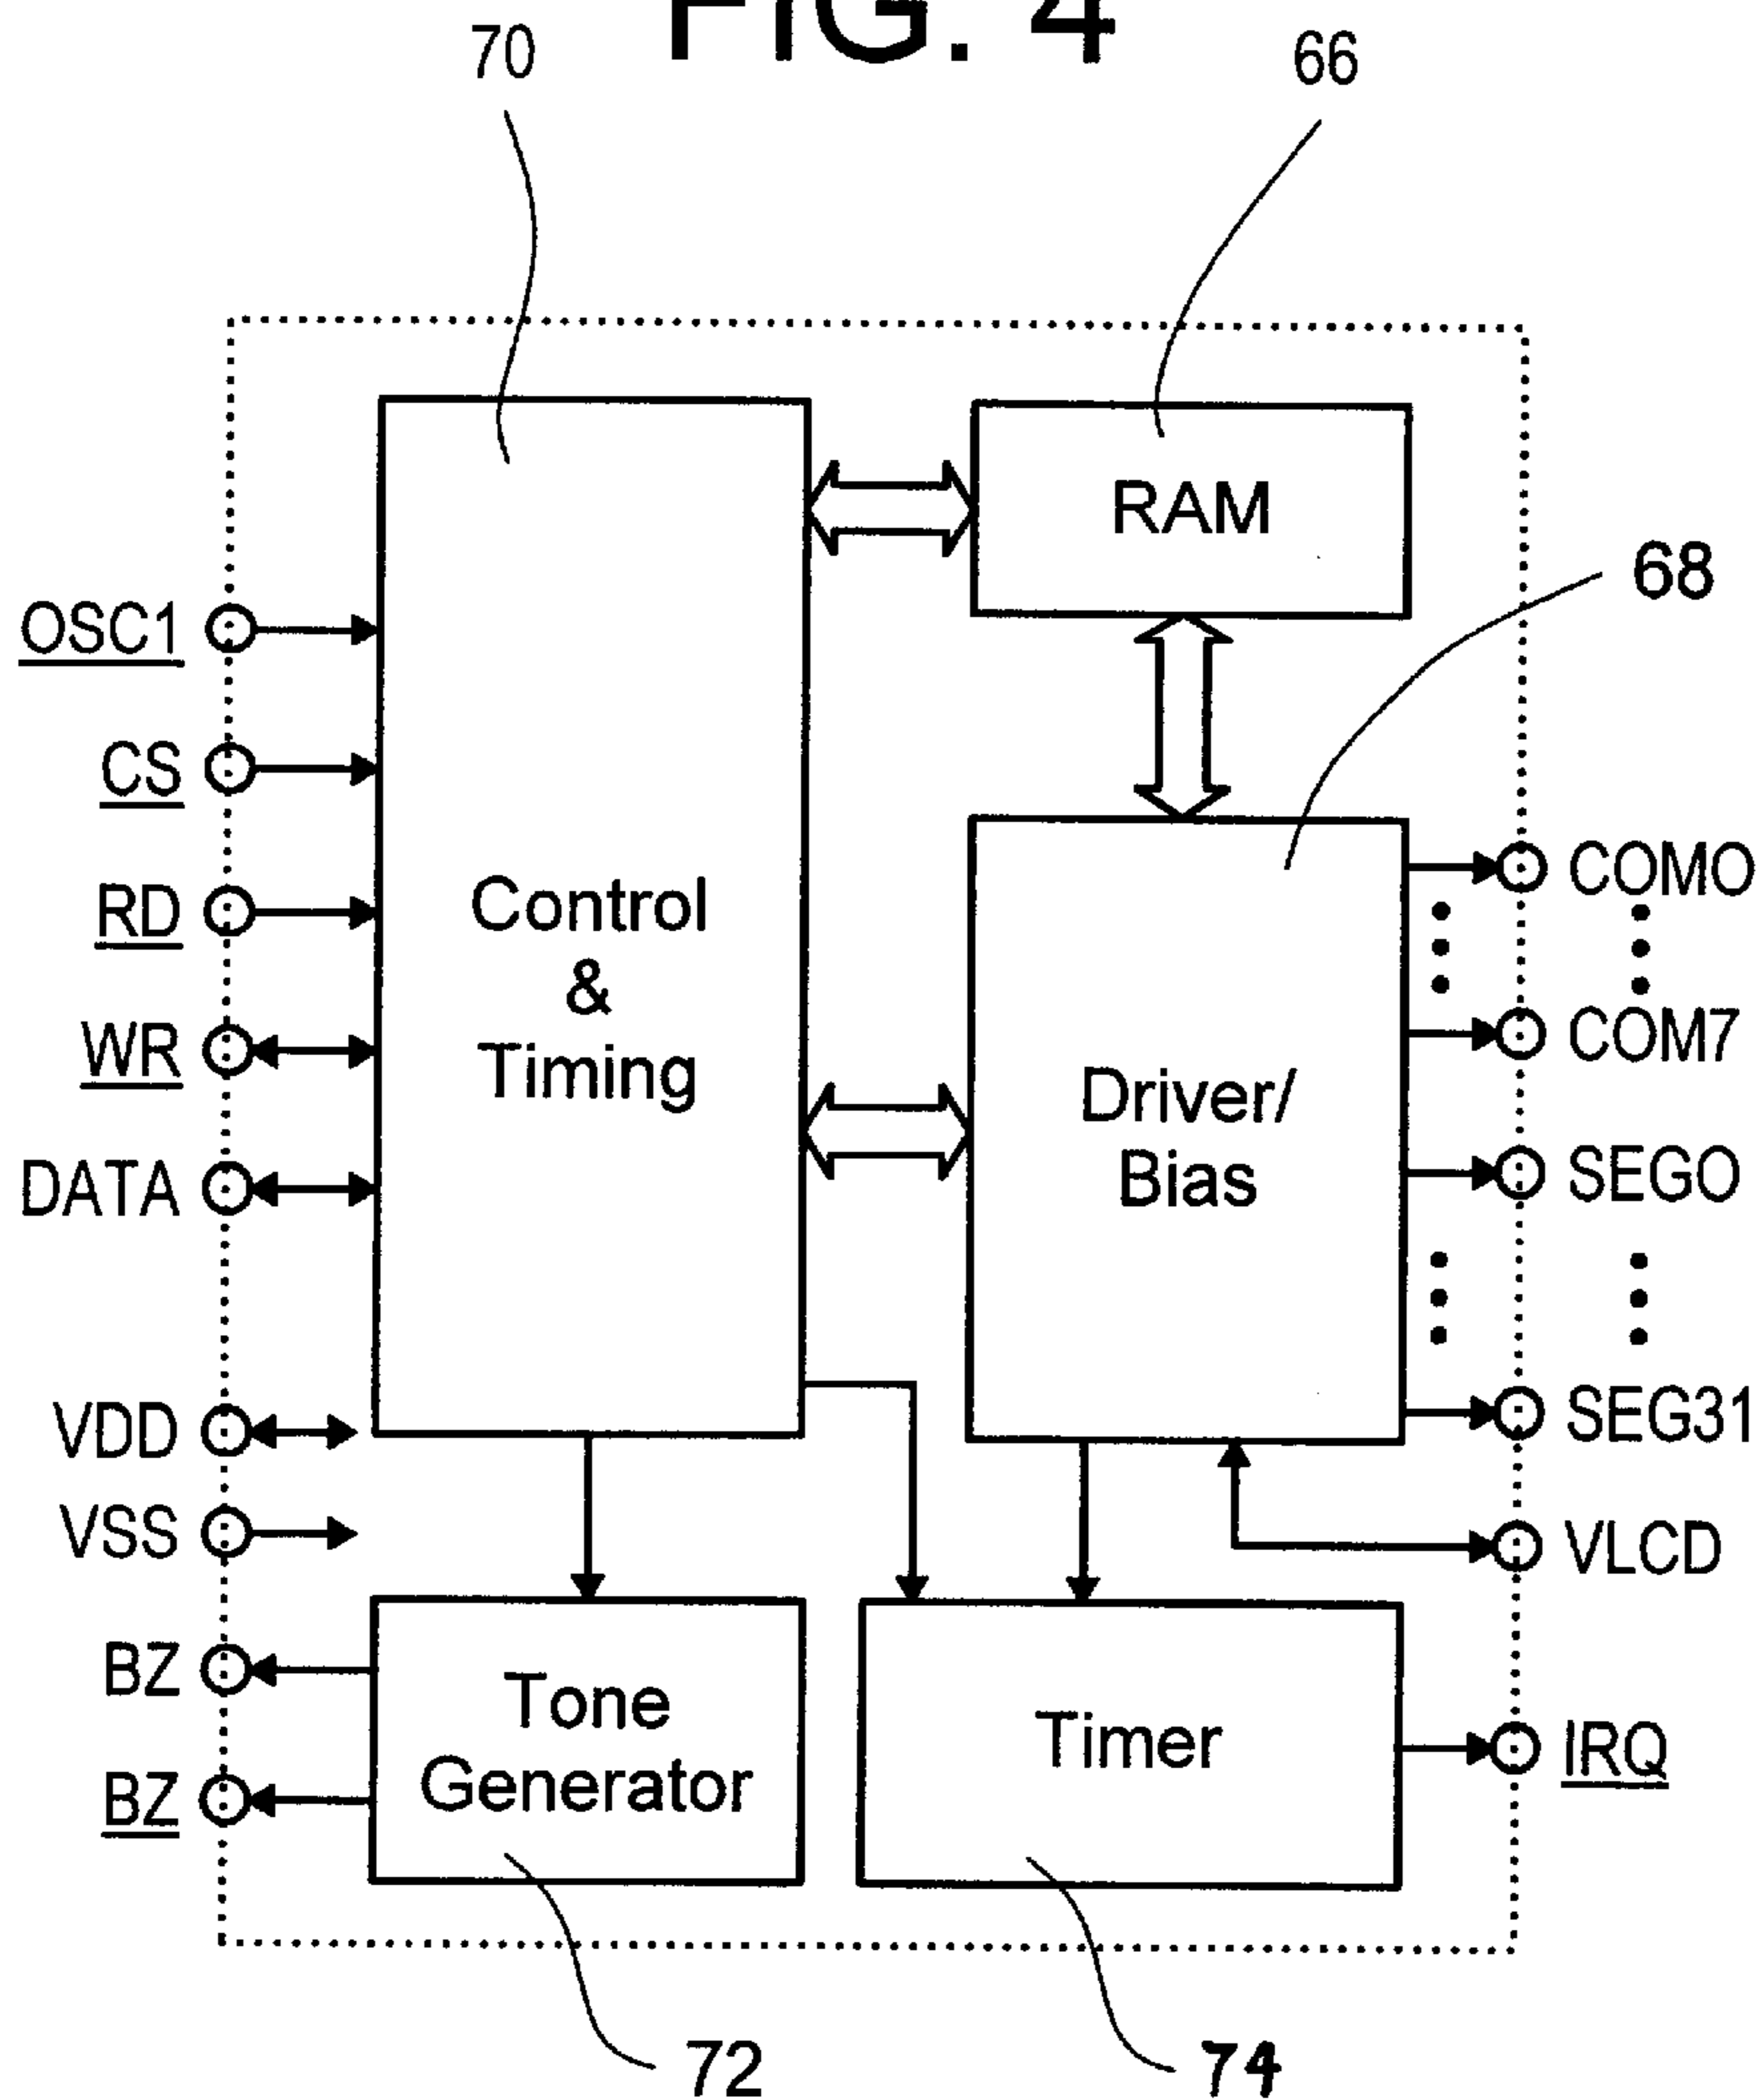 FIG. 4
70
66
RAM
68
OSC1
CS
RD
WR
DATA
VDD
VSS
BZ
BZ
Control
&
Timing
Driver/
Bias
COMO
COM7
SEGO
SEG31
VLCD
IRQ
Tone
Generator
Timer
72
74